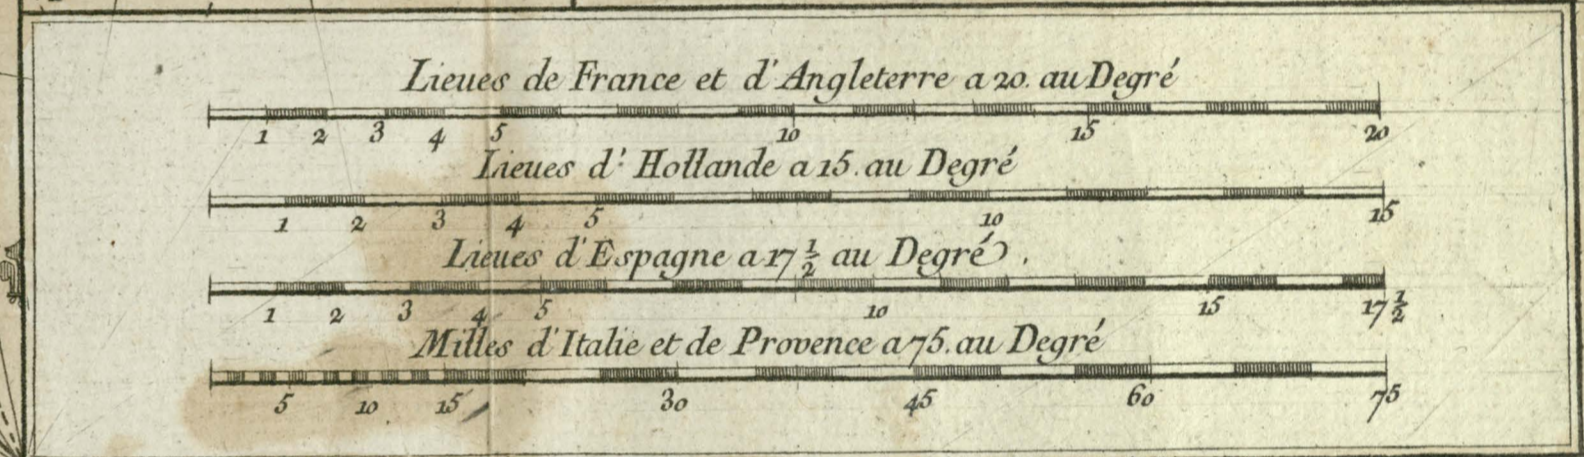 Lieues de France et d'Angleterre a 20. au Degré
1 2 3 4 5 10 15 20
Lieues d'Hollande a 15. au Degré
1 2 3 4 5 10 15
Lieues d'Espagne a 17 1/2 au Degré.
1 2 3 4 5 10 15 17 1/2
Milles d'Italie et de Provence a 75. au Degré
5 10 15 30 45 60 75